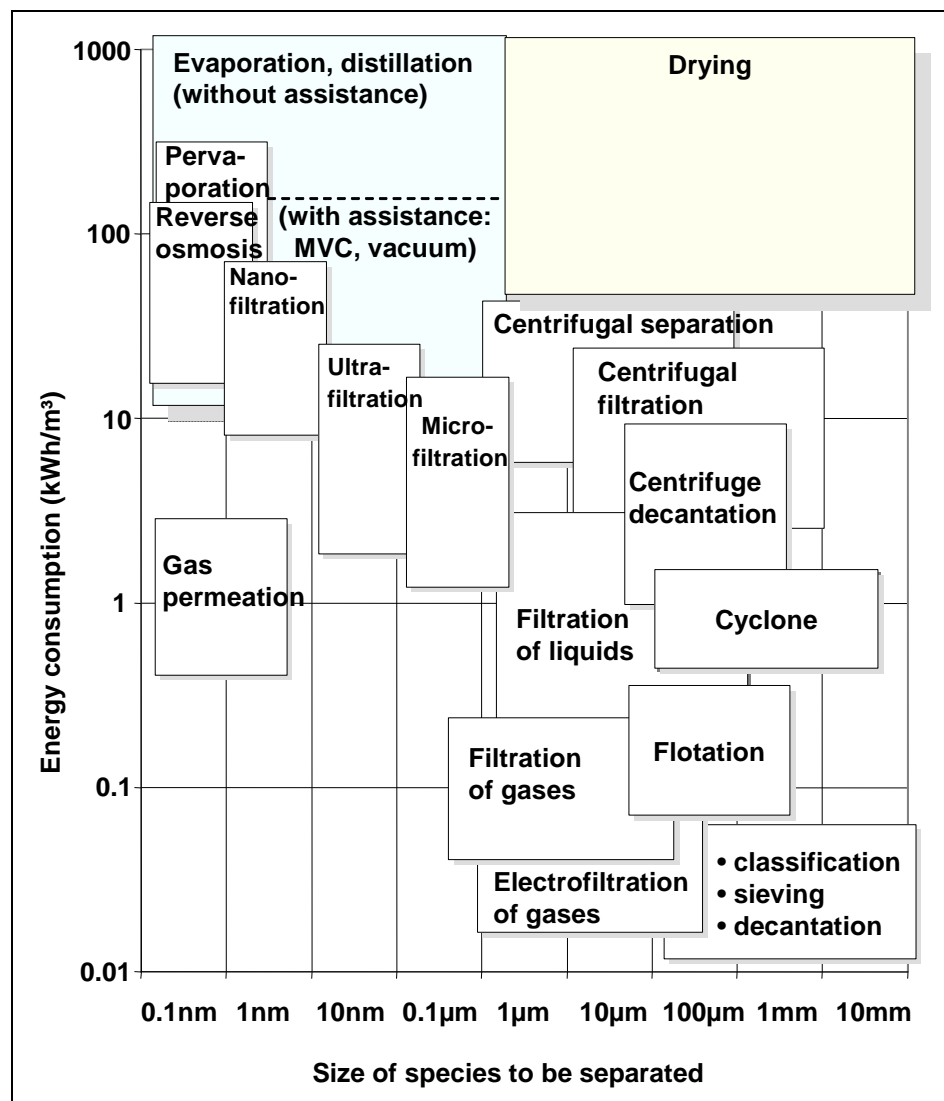 1000
Evaporation, distillation
(without assistance)
Drying
Perva-
poration
Reverse
osmosis
(with assistance:
MVC, vacuum)
100
Nano-
filtration
Centrifugal separation
Ultra-
filtration
Centrifugal
filtration
10
Micro-
filtration
Centrifuge
decantation
Gas
permeation
1
Filtration
of liquids
Cyclone
Filtration
of gases
Flotation
0.1
Electrofiltration
of gases
• classification
• sieving
• decantation
0.01
Energy consumption (kWh/m³)
0.1nm 1nm 10nm 0.1µm 1µm 10µm 100µm 1mm 10mm
Size of species to be separated